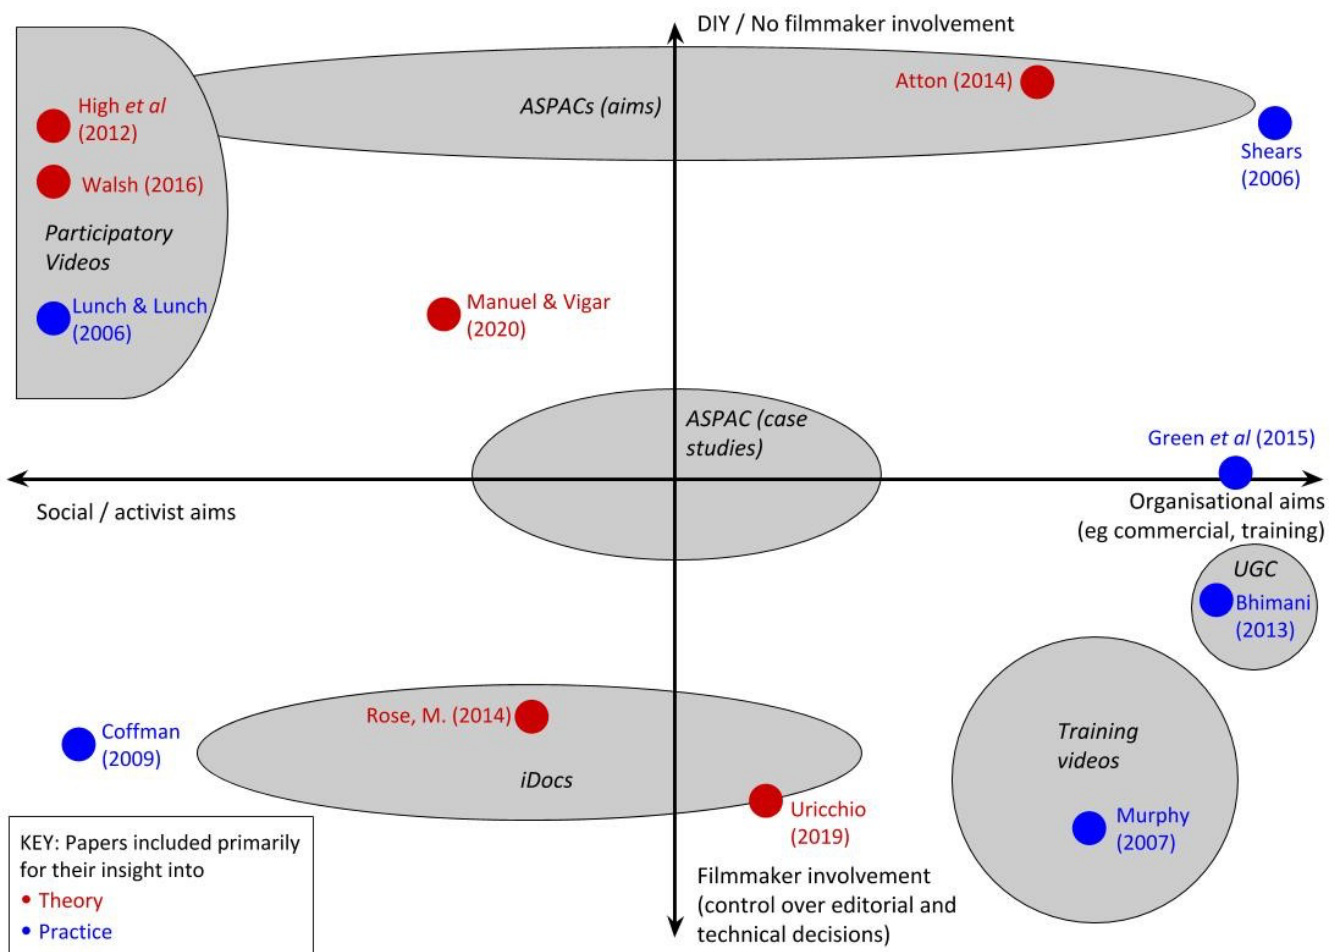 DIY / No filmmaker involvement
Atton (2014)
ASPACs (aims)
High et al
(2012)
Shears
(2006)
Walsh (2016)
Participatory
Videos
Lunch & Lunch
(2006)
Manuel & Vigar
(2020)
ASPAC (case
studies)
Green et al (2015)
Social / activist aims
Organisational aims
(eg commercial, training)
UGC
Bhimani
(2013)
Rose, M. (2014)
Coffman
(2009)
iDocs
Training
videos
Uricchio
(2019)
Murphy
(2007)
KEY: Papers included primarily
for their insight into
• Theory
• Practice
Filmmaker involvement
(control over editorial and
technical decisions)